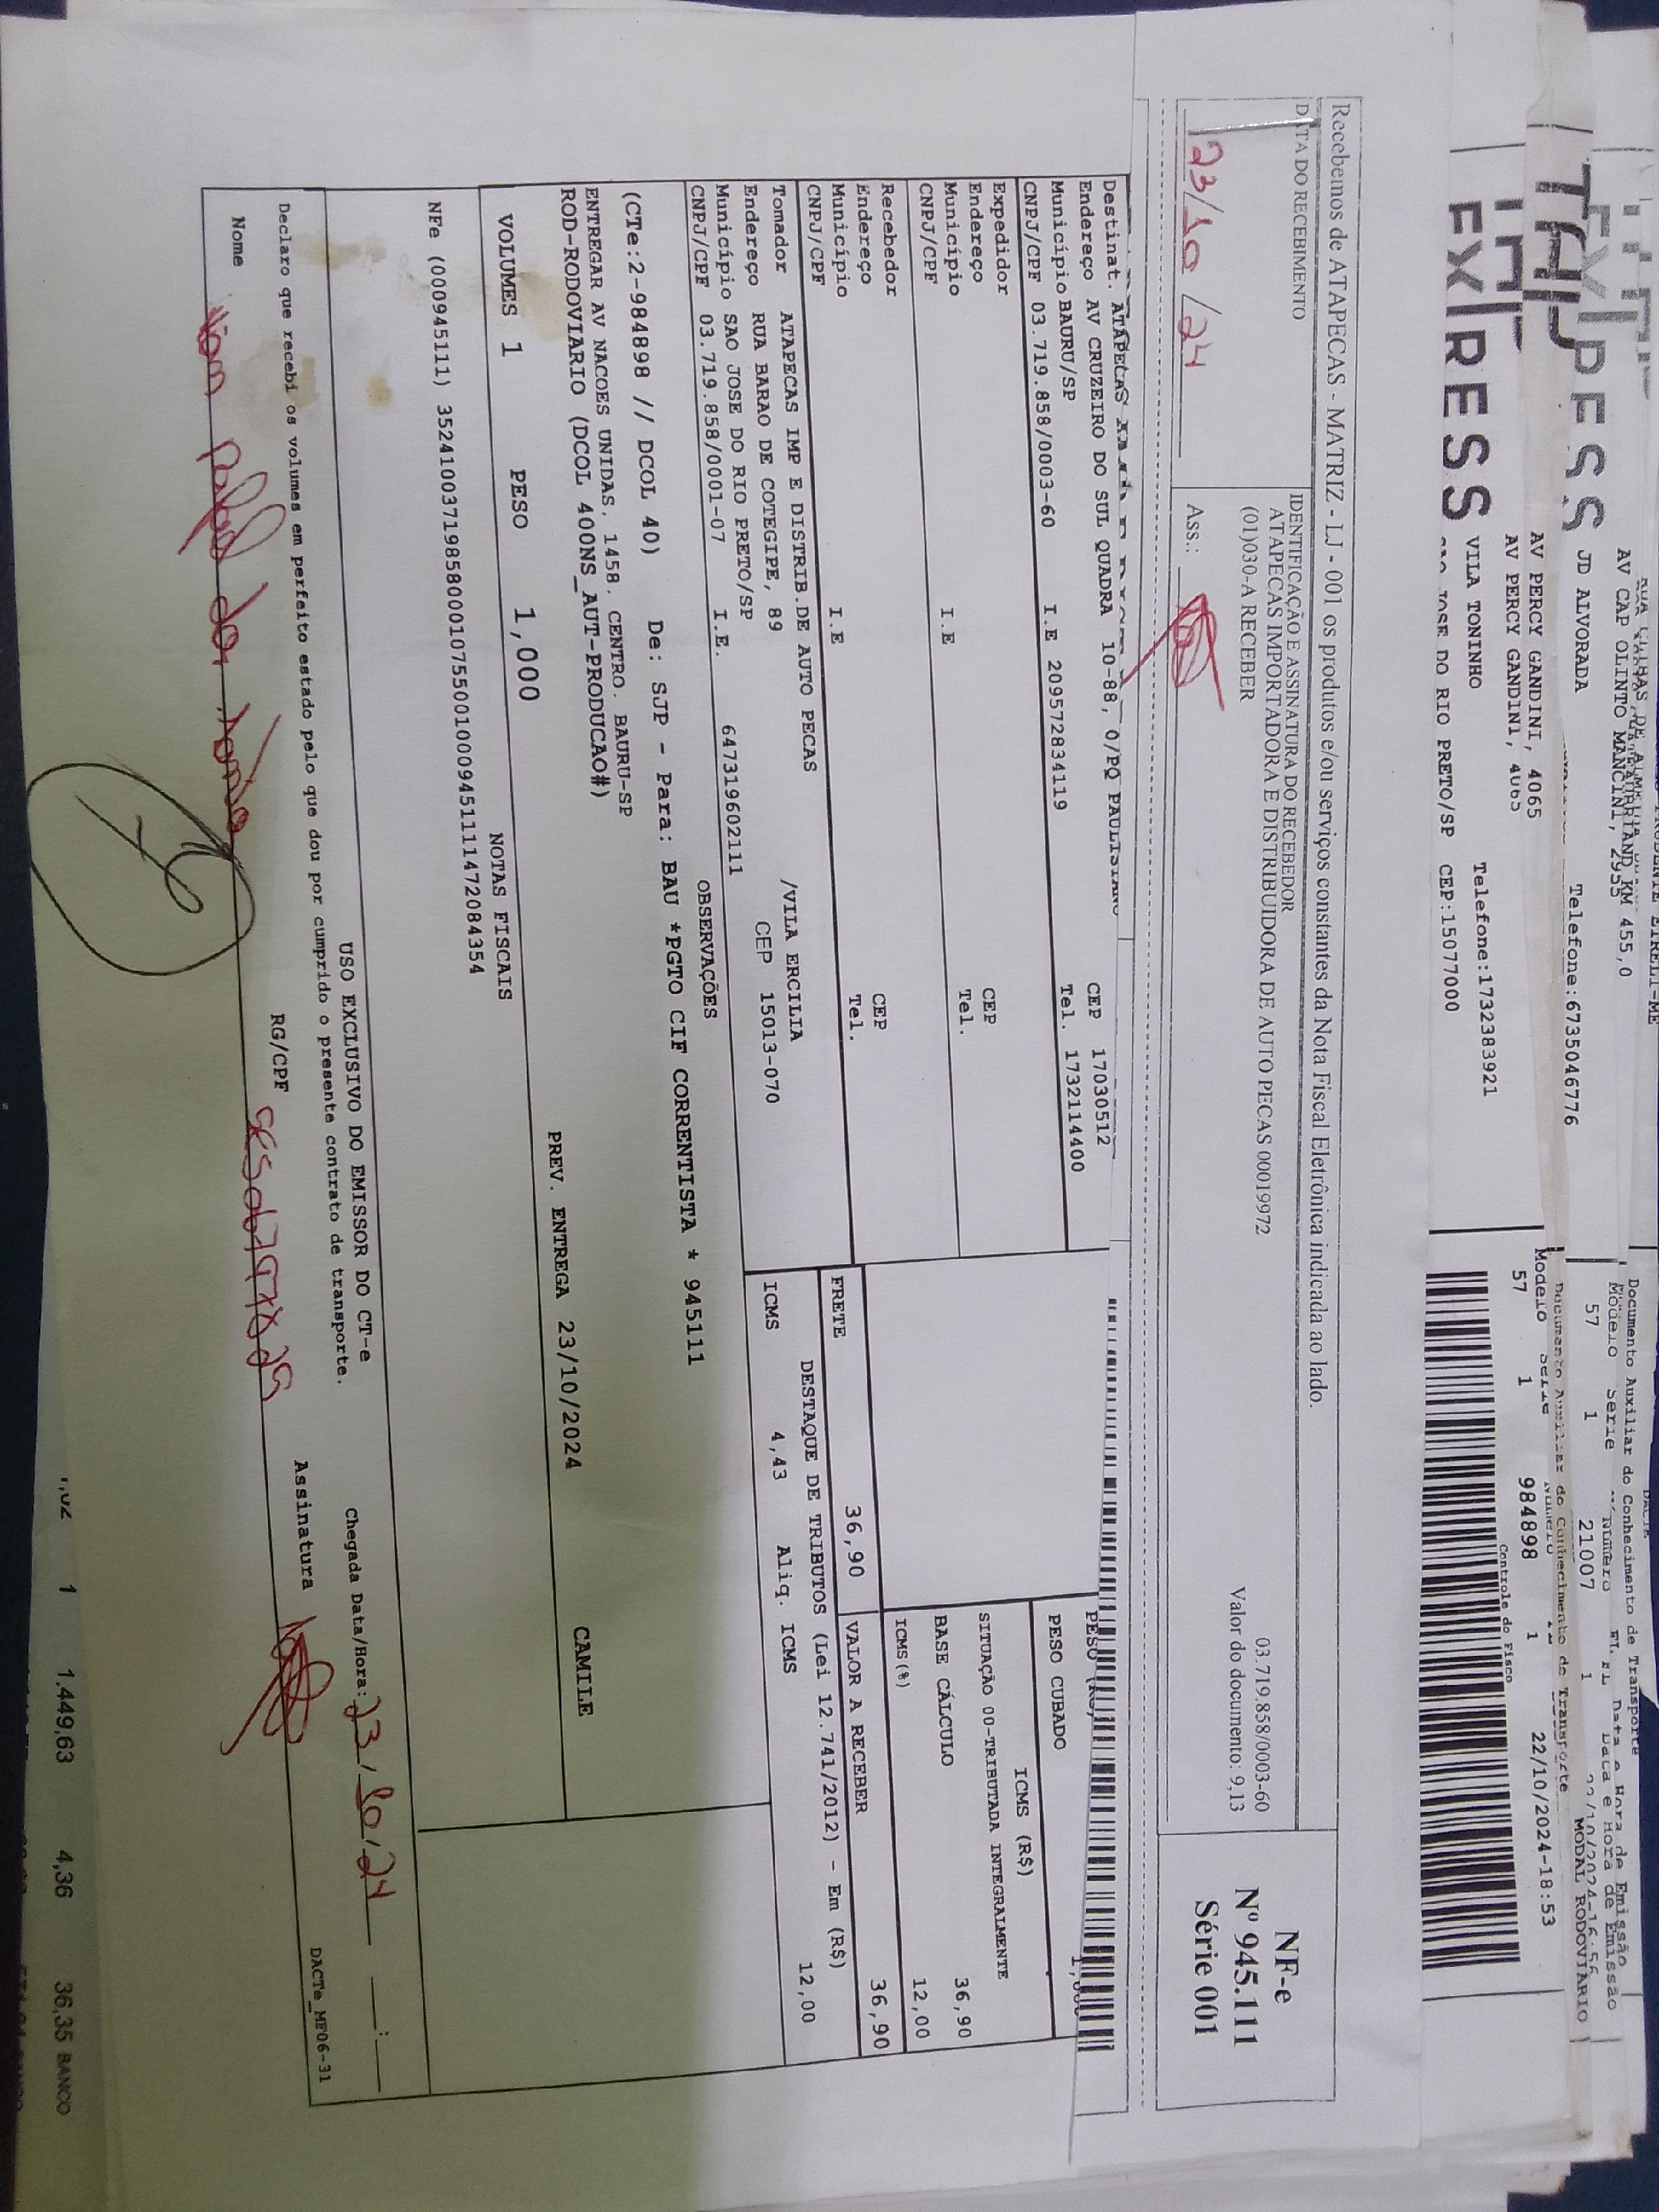 EXPRESS
AV CAP OLINTO MANCINI, 2955
JD ALVORADA
Telefone:6735046776
Documento Auxiliar do Conhecimento de Transporte
57 1 21007 1
MODAL RODOVIARIO
EXPRESS
AV PERCY GANDINI, 4065
AV PERCY GANDINI, 4065
VILA TONINHO
Telefone:1732383921
JOSE DO RIO PRETO/SP CEP:15077000
Modelo
57 1 984898 1 22/10/2024-18:53
Controle do Fisco
Recebemos de ATAPECAS - MATRIZ - LJ - 001 os produtos e/ou serviços constantes da Nota Fiscal Eletrônica indicada ao lado.
DATA DO RECEBIMENTO
23/10/24
IDENTIFICAÇÃO E ASSINATURA DO RECEBEDOR
ATAPECAS IMPORTADORA E DISTRIBUIDORA DE AUTO PECAS 00019972
03.719.858/0003-60
(01)030-A RECEBER
Valor do documento: 9,13
Ass.:
NF-e
Nº 945.111
Série 001
Destinat. ATAPECAS
Endereço AV CRUZEIRO DO SUL QUADRA 10-88, 0/PQ PAULISTANO
CEP 17030512
Município BAURU/SP
Tel. 1732114400
CNPJ/CPF 03.719.858/0003-60 I.E 209572834119
Expedidor
Endereço
CEP
Município
Tel.
CNPJ/CPF I.E
Recebedor
Endereço
CEP
Município
Tel.
CNPJ/CPF I.E
PESO CUBADO
ICMS (R$)
SITUAÇÃO 00-TRIBUTADA INTEGRALMENTE
BASE CÁLCULO 36,90
ICMS(%) 12,00
FRETE 36,90 VALOR A RECEBER 36,90
Tomador ATAPECAS IMP E DISTRIB.DE AUTO PECAS
Endereço RUA BARAO DE COTEGIPE, 89 /VILA ERCILIA
Município SAO JOSE DO RIO PRETO/SP CEP 15013-070
CNPJ/CPF 03.719.858/0001-07 I.E. 647319602111
DESTAQUE DE TRIBUTOS (Lei 12.741/2012) - Em (R$)
ICMS 4,43 Aliq. ICMS 12,00
OBSERVAÇÕES
(CTe:2-984898 // DCOL 40) De: SJP - Para: BAU *PGTO CIF CORRENTISTA * 945111
ENTREGAR AV NACOES UNIDAS, 1458, CENTRO, BAURU-SP
ROD-RODOVIARIO (DCOL 400NS_AUT-PRODUCAO#)
PREV. ENTREGA 23/10/2024
CAMILE
VOLUMES 1 PESO 1,000
NOTAS FISCAIS
NFe (000945111) 35241003719858000107550010009451111472084354
USO EXCLUSIVO DO EMISSOR DO CT-e
Declaro que recebi os volumes em perfeito estado pelo que dou por cumprido o presente contrato de transporte.
Chegada Data/Hora: 23/10/24
Nome
RG/CPF
Assinatura
DACTe_MF06-31
1 1.449,63 4,36 36,35 BANCO